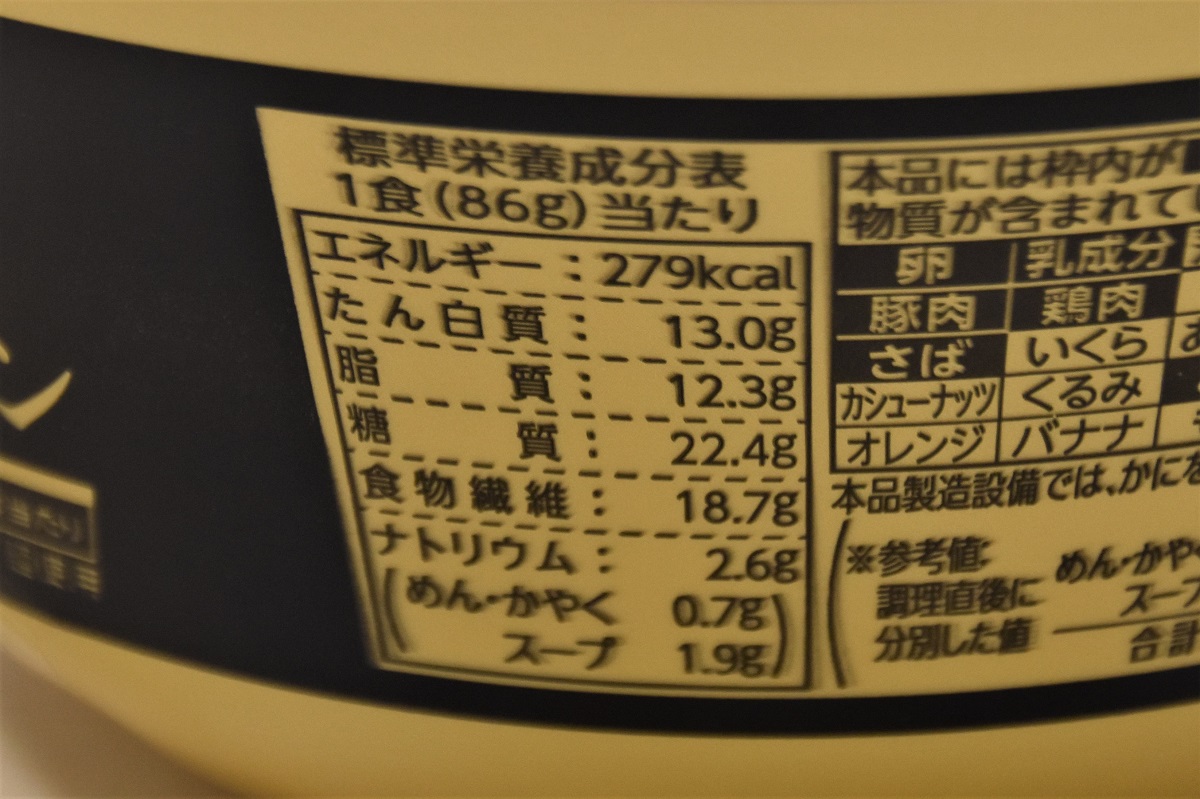 ン
当たり
使用
標準栄養成分表
1食(86g)当たり
エネルギー:279kcal
たん白質:13.0g
脂質:12.3g
糖質:22.4g
食物繊維:18.7g
ナトリウム:2.6g
(めん・かやく 0.7g
スープ 1.9g)
本品には枠内が
物質が含まれて
卵 乳成分
豚肉 鶏肉
さば いくら
カシューナッツ くるみ
オレンジ バナナ
本品製造設備では、かに
(※参考値: めん・かや
調理直後に スープ
分別した値 合計